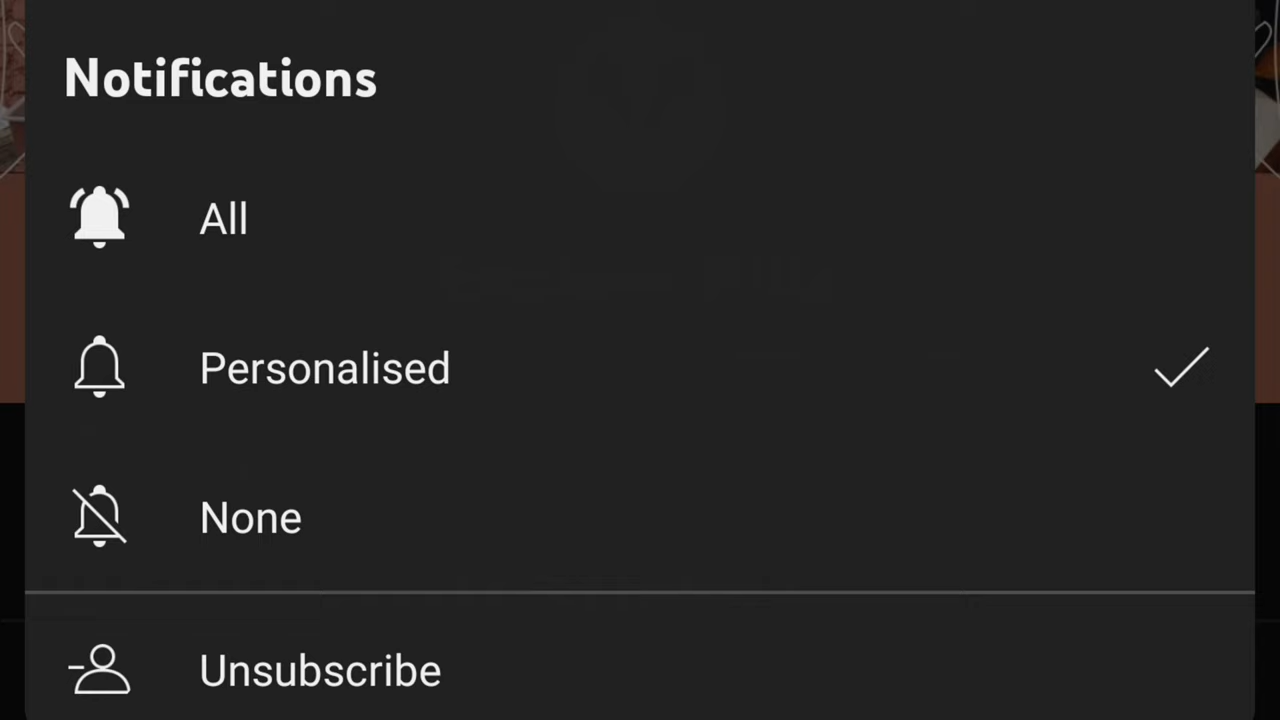 Notifications
All
Personalised
None
Unsubscribe